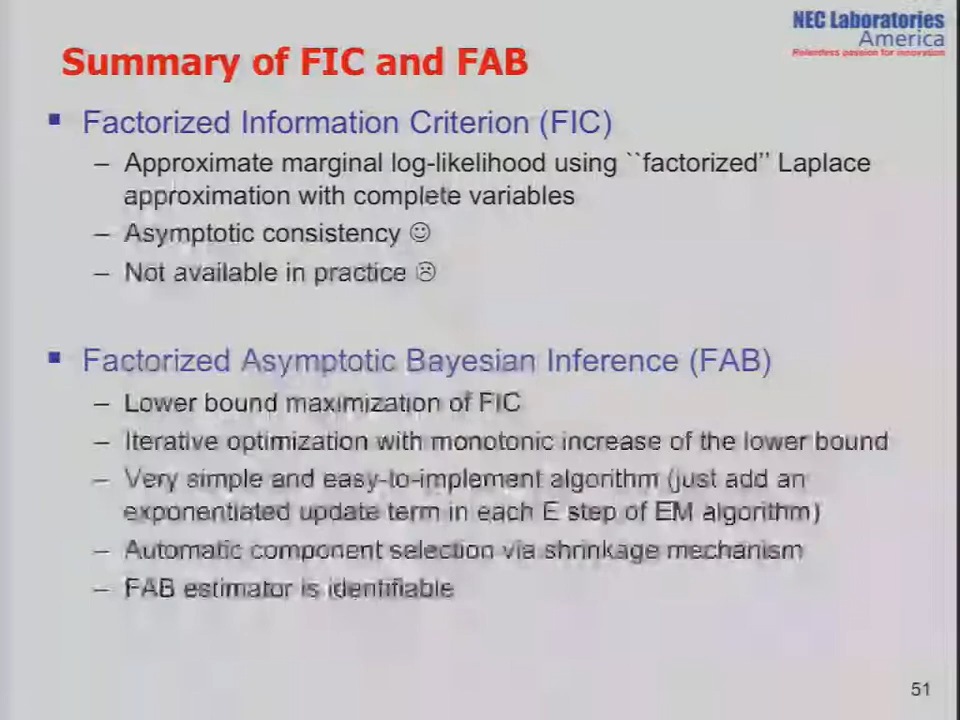 NEC Laboratories
America
Relentless passion for innovation
Summary of FIC and FAB
▪ Factorized Information Criterion (FIC)
– Approximate marginal log-likelihood using ``factorized'' Laplace
approximation with complete variables
– Asymptotic consistency ☺
– Not available in practice ☹
▪ Factorized Asymptotic Bayesian Inference (FAB)
– Lower bound maximization of FIC
– Iterative optimization with monotonic increase of the lower bound
– Very simple and easy-to-implement algorithm (just add an
exponentiated update term in each E step of EM algorithm)
– Automatic component selection via shrinkage mechanism
– FAB estimator is identifiable
51